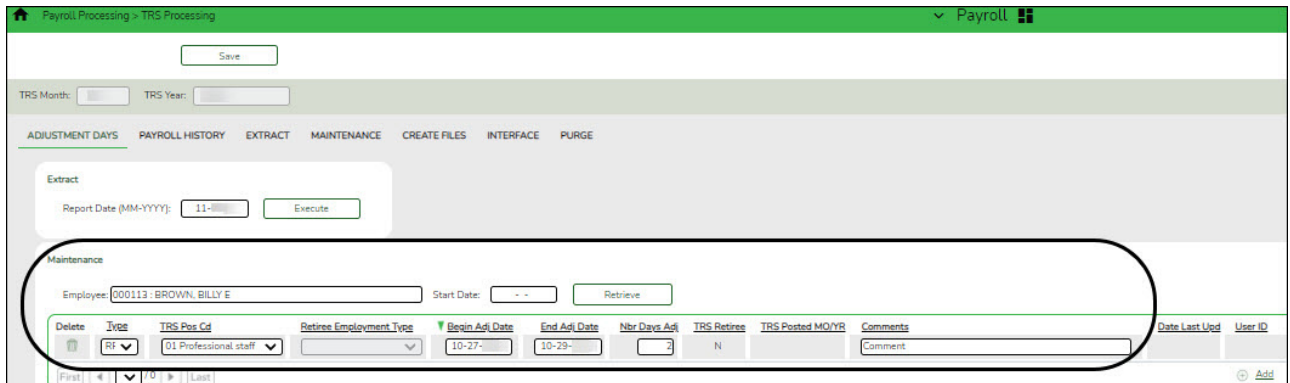 Payroll Processing > TRS Processing Payroll
Save
TRS Month: TRS Year:
ADJUSTMENT DAYS PAYROLL HISTORY EXTRACT MAINTENANCE CREATE FILES INTERFACE PURGE
Extract
Report Date (MM-YYYY): 11- Execute
Maintenance
Employee: 000113 : BROWN, BILLY E Start Date: - - Retrieve
Delete Type TRS Pos Cd Retiree Employment Type Begin Adj Date End Adj Date Nbr Days Adj TRS Retiree TRS Posted MO/YR Comments Date Last Upd User ID
01 Professional staff 10-27- 10-29- 2 N Comment
First / 0 Last Add